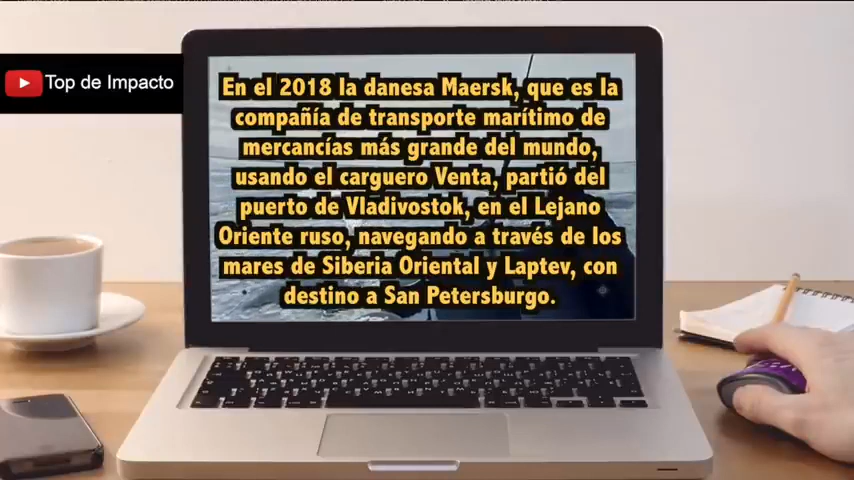 Top de Impacto
En el 2018 la danesa Maersk, que es la
compañía de transporte marítimo de
mercancías más grande del mundo,
usando el carguero Venta, partió del
puerto de Vladivostok, en el Lejano
Oriente ruso, navegando a través de los
mares de Siberia Oriental y Laptev, con
destino a San Petersburgo.